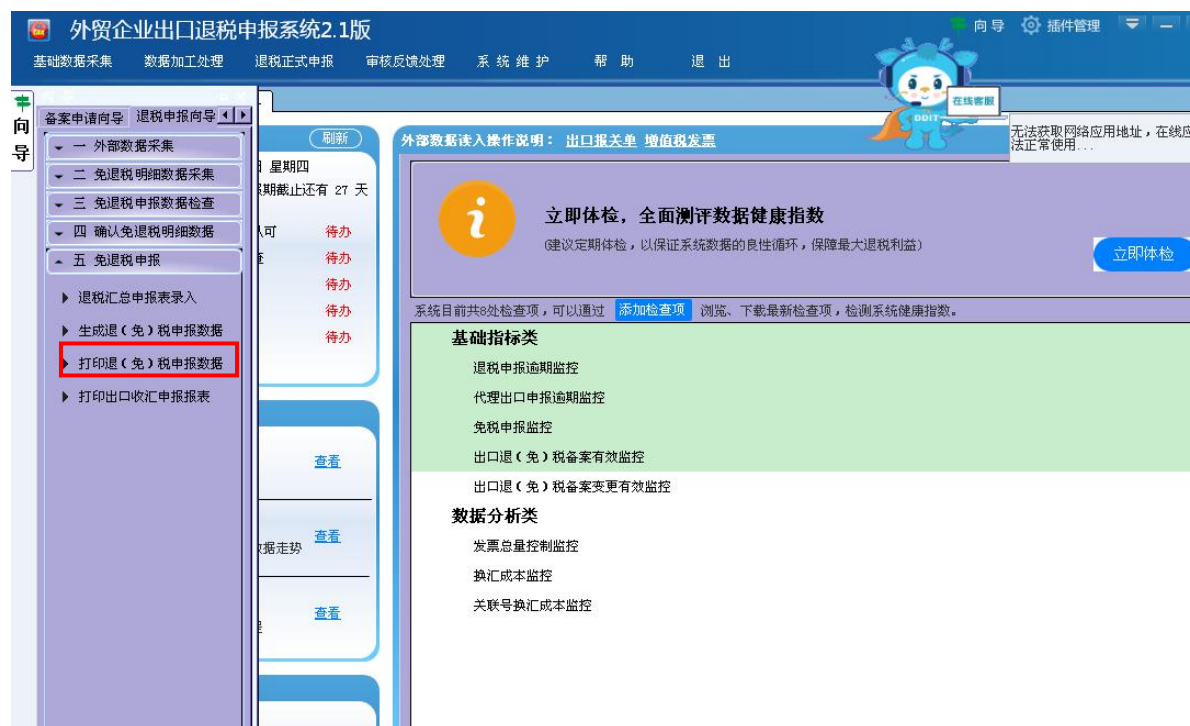 外贸企业出口退税申报系统2.1版
向导 插件管理
基础数据采集 数据加工处理 退税正式申报 审核反馈处理 系统维护 帮助 退出
在线客服
DDIT
无法获取网络应用地址，在线应
法正常使用...
向导
备案申请向导 退税申报向导
一 外部数据采集
二 免退税明细数据采集
三 免退税申报数据检查
四 确认免退税明细数据
五 免退税申报
退税汇总申报表录入
生成退(免)税申报数据
打印退(免)税申报数据
打印出口收汇申报报表
刷新
星期四
期截止还有 27 天
待办
待办
待办
待办
待办
查看
据走势 查看
查看
外部数据读入操作说明： 出口报关单 增值税发票
立即体检，全面测评数据健康指数
(建议定期体检，以保证系统数据的良性循环，保障最大退税利益)
立即体检
系统目前共8处检查项，可以通过 添加检查项 浏览、下载最新检查项，检测系统健康指数。
基础指标类
退税申报逾期监控
代理出口申报逾期监控
免税申报监控
出口退(免)税备案有效监控
出口退(免)税备案变更有效监控
数据分析类
发票总量控制监控
换汇成本监控
关联号换汇成本监控